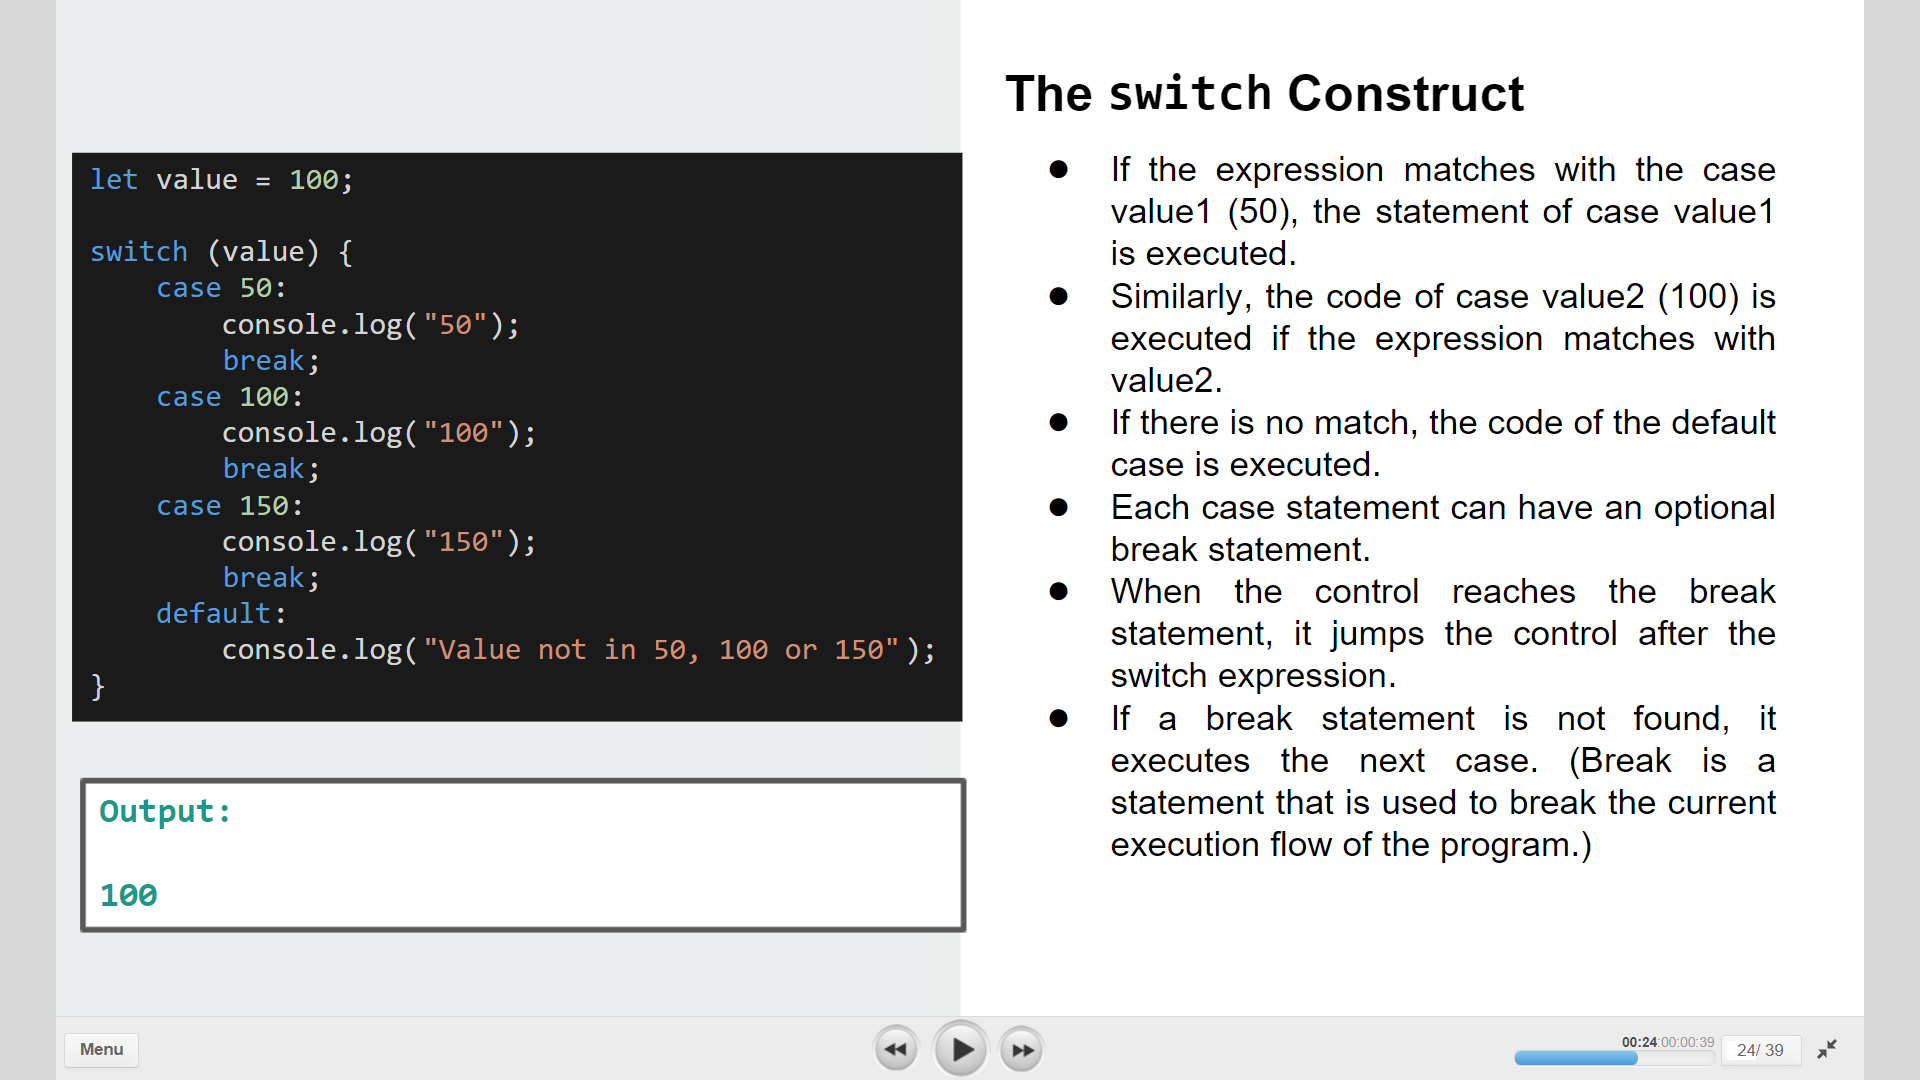 let value = 100;
switch (value) {
case 50:
console.log("50");
break;
case 100:
console.log("100");
break;
case 150:
console.log("150");
break;
default:
console.log("Value not in 50, 100 or 150");
}
Output:
100
The switch Construct
● If the expression matches with the case
value1 (50), the statement of case value1
is executed.
● Similarly, the code of case value2 (100) is
executed if the expression matches with
value2.
● If there is no match, the code of the default
case is executed.
● Each case statement can have an optional
break statement.
● When the control reaches the break
statement, it jumps the control after the
switch expression.
● If a break statement is not found, it
executes the next case. (Break is a
statement that is used to break the current
execution flow of the program.)
Menu
00:24:00:00:39
24/ 39